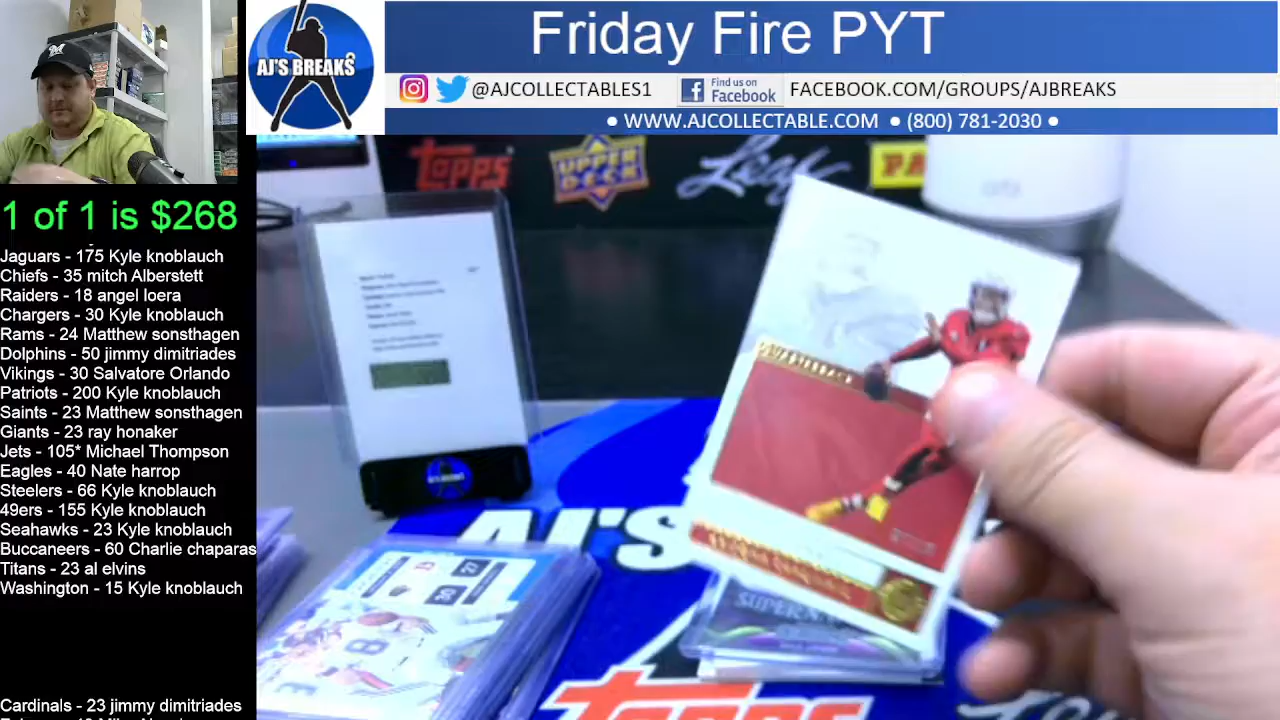 Friday Fire PYT
AJ'S BREAKS
@AJCOLLECTABLES1
Find us on
Facebook
FACEBOOK.COM/GROUPS/AJBREAKS
• WWW.AJCOLLECTABLE.COM • (800) 781-2030 •
1 of 1 is $268
Jaguars - 175 Kyle knoblauch
Chiefs - 35 mitch Alberstett
Raiders - 18 angel loera
Chargers - 30 Kyle knoblauch
Rams - 24 Matthew sonsthagen
Dolphins - 50 jimmy dimitriades
Vikings - 30 Salvatore Orlando
Patriots - 200 Kyle knoblauch
Saints - 23 Matthew sonsthagen
Giants - 23 ray honaker
Jets - 105* Michael Thompson
Eagles - 40 Nate harrop
Steelers - 66 Kyle knoblauch
49ers - 155 Kyle knoblauch
Seahawks - 23 Kyle knoblauch
Buccaneers - 60 Charlie chaparas
Titans - 23 al elvins
Washington - 15 Kyle knoblauch
Cardinals - 23 jimmy dimitriades
topps
UPPER DECK
Leaf
PA
AJ'S
TOPPS